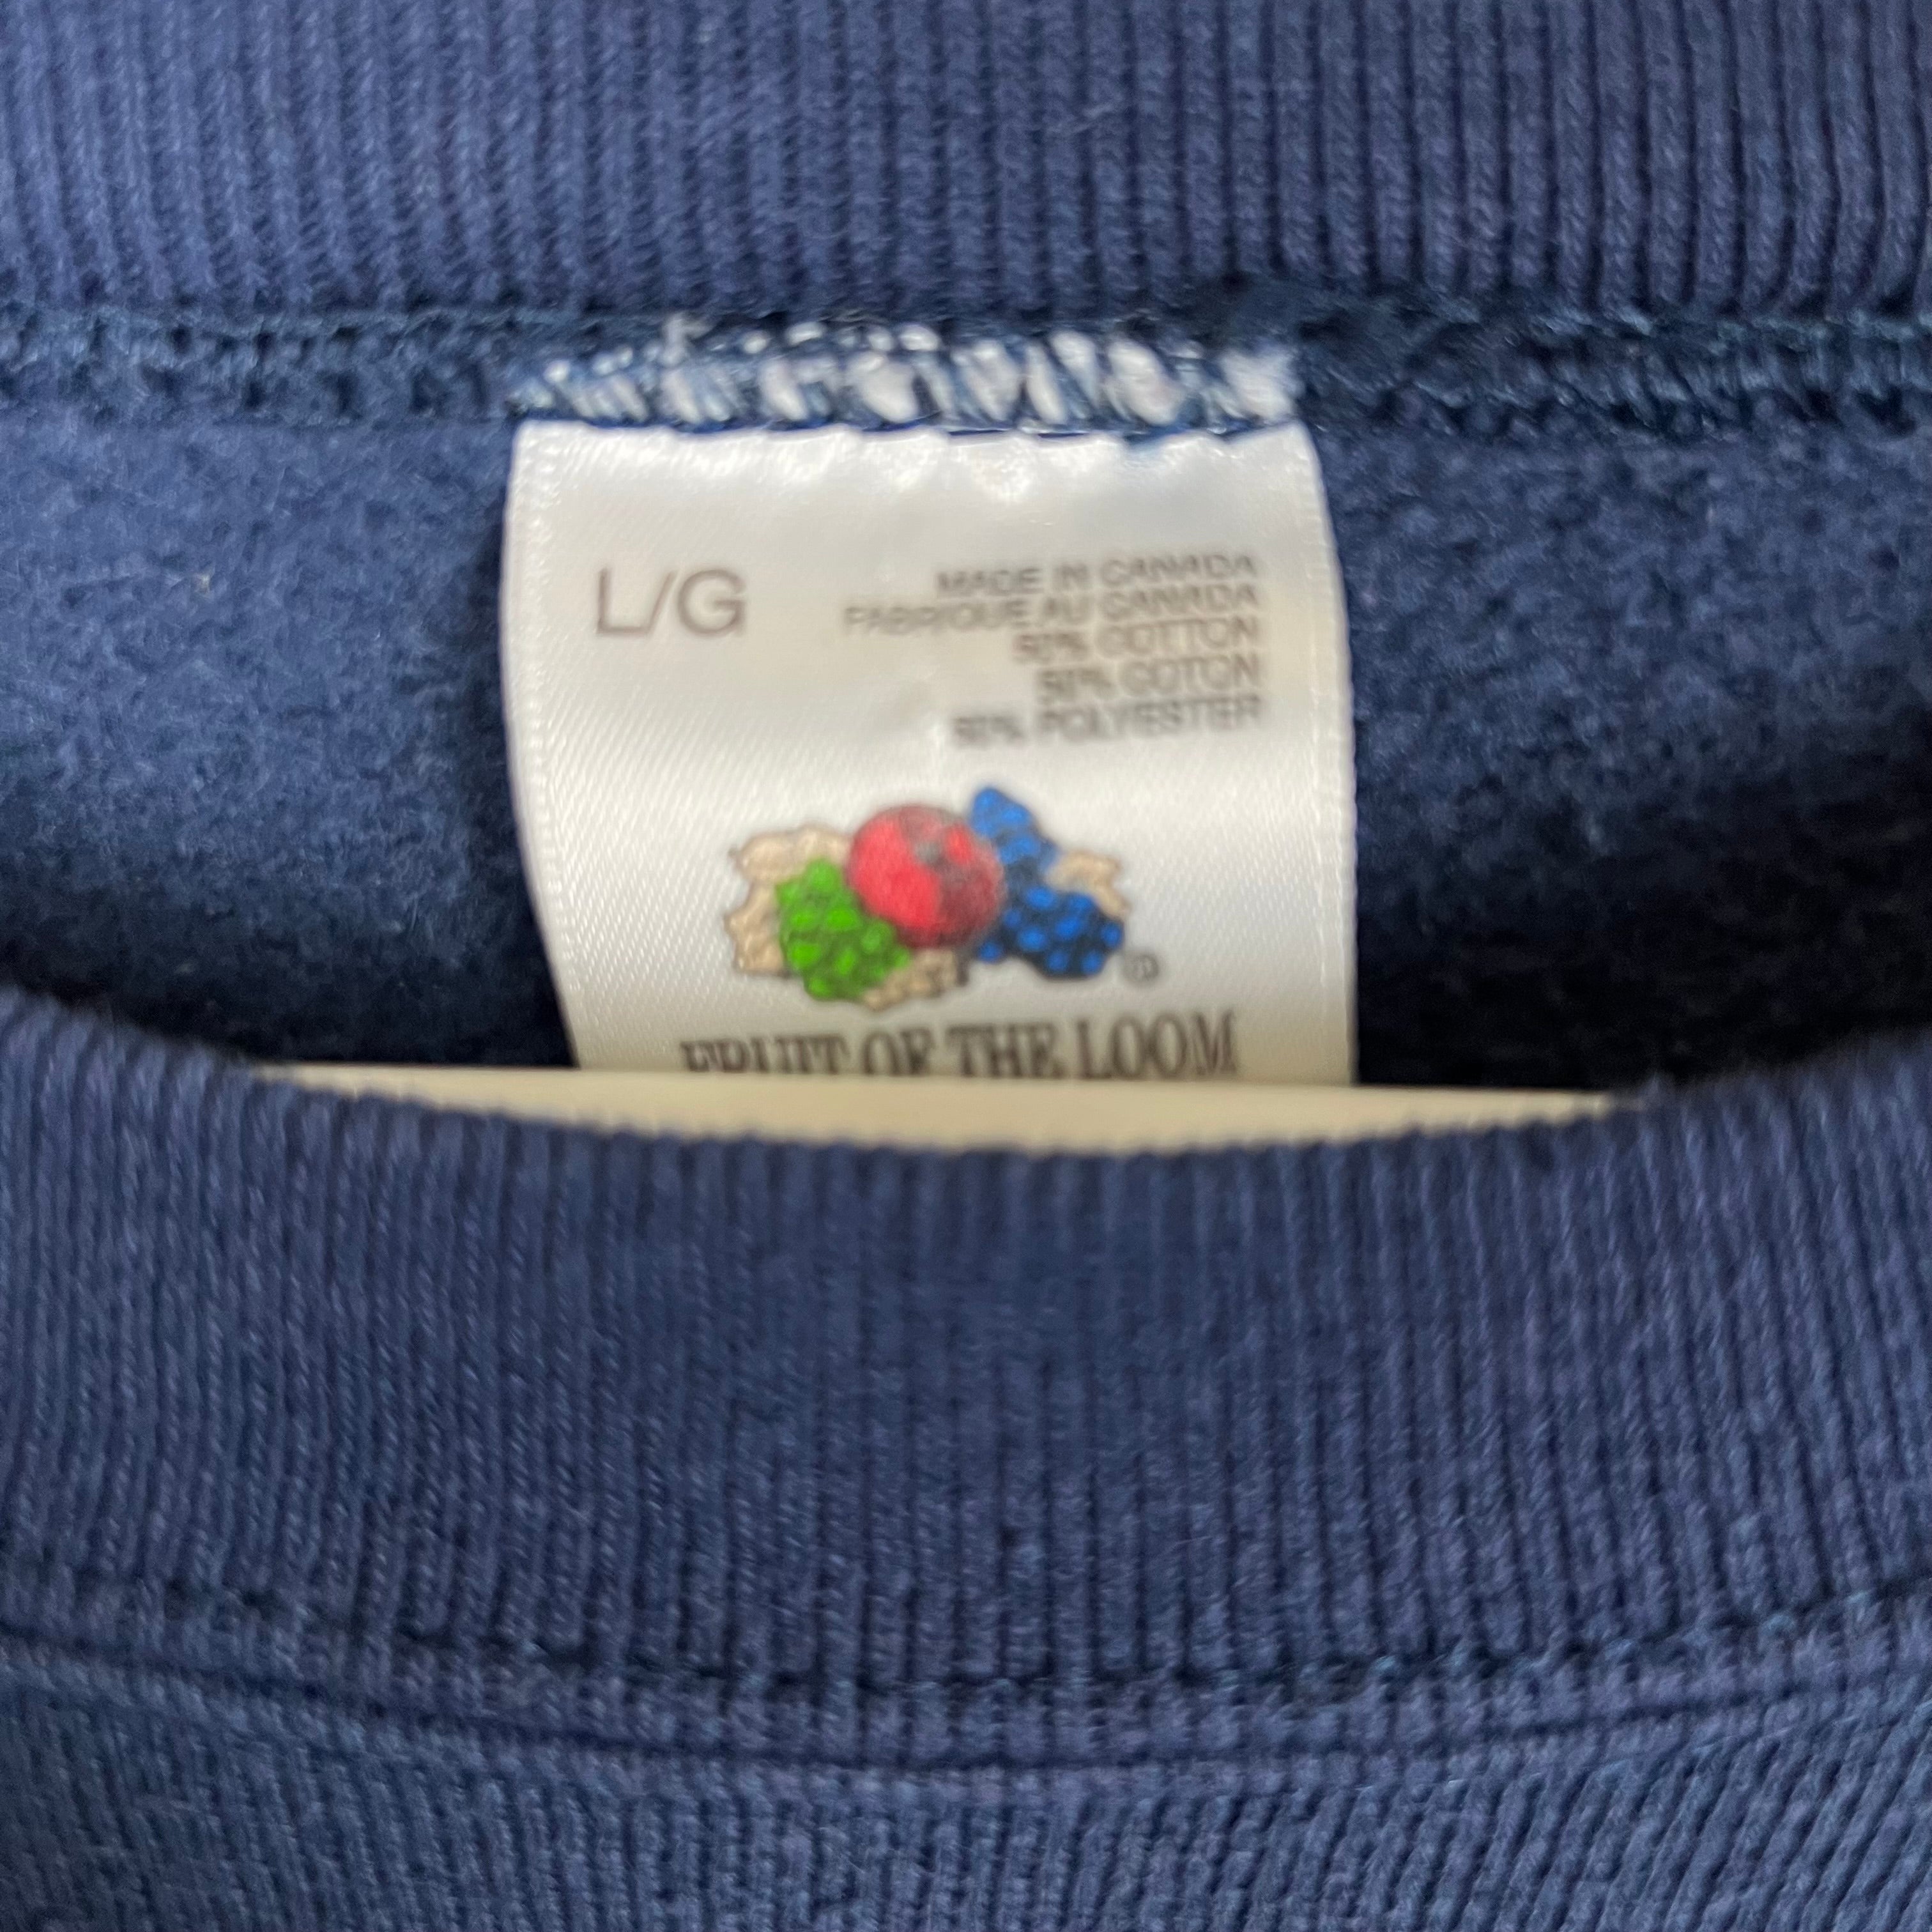 L/G
MADE IN CANADA
FABRIQUE AU CANADA
50% COTTON
50% COTON
50% POLYESTER
®
FRUIT OF THE LOOM